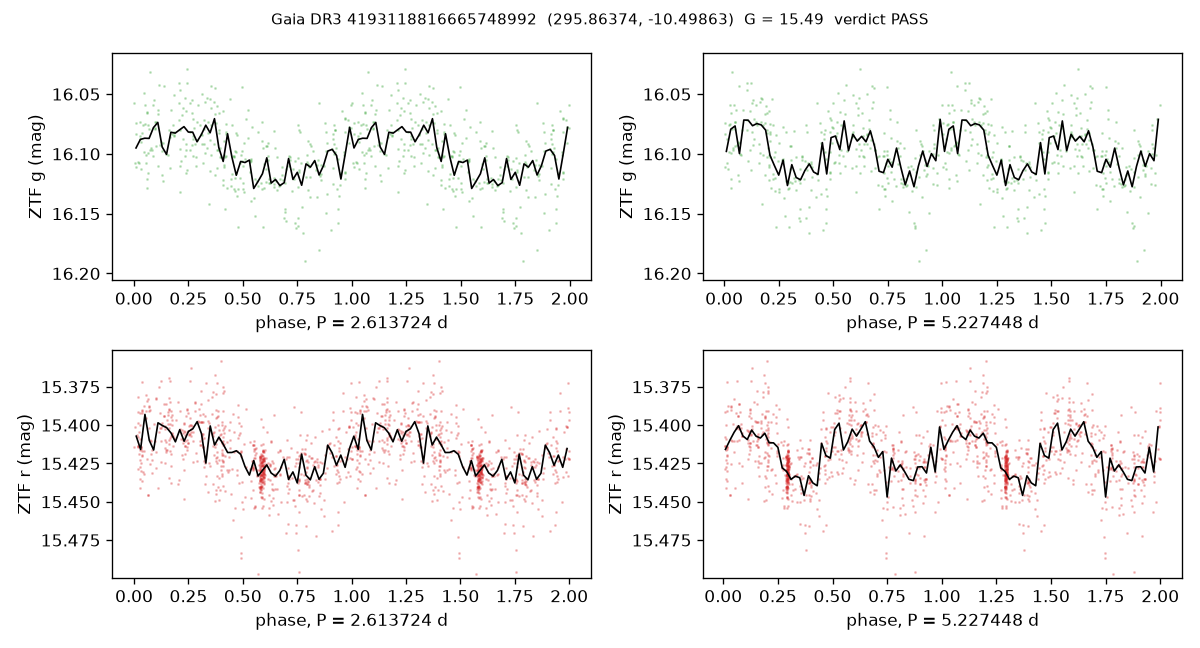 Gaia DR3 4193118816665748992 (295.86374, -10.49863) G = 15.49 verdict PASS
ZTF g (mag)
16.05
16.10
16.15
16.20
0.00 0.25 0.50 0.75 1.00 1.25 1.50 1.75 2.00
phase, P = 2.613724 d
ZTF g (mag)
16.05
16.10
16.15
16.20
0.00 0.25 0.50 0.75 1.00 1.25 1.50 1.75 2.00
phase, P = 5.227448 d
ZTF r (mag)
15.375
15.400
15.425
15.450
15.475
0.00 0.25 0.50 0.75 1.00 1.25 1.50 1.75 2.00
phase, P = 2.613724 d
ZTF r (mag)
15.375
15.400
15.425
15.450
15.475
0.00 0.25 0.50 0.75 1.00 1.25 1.50 1.75 2.00
phase, P = 5.227448 d